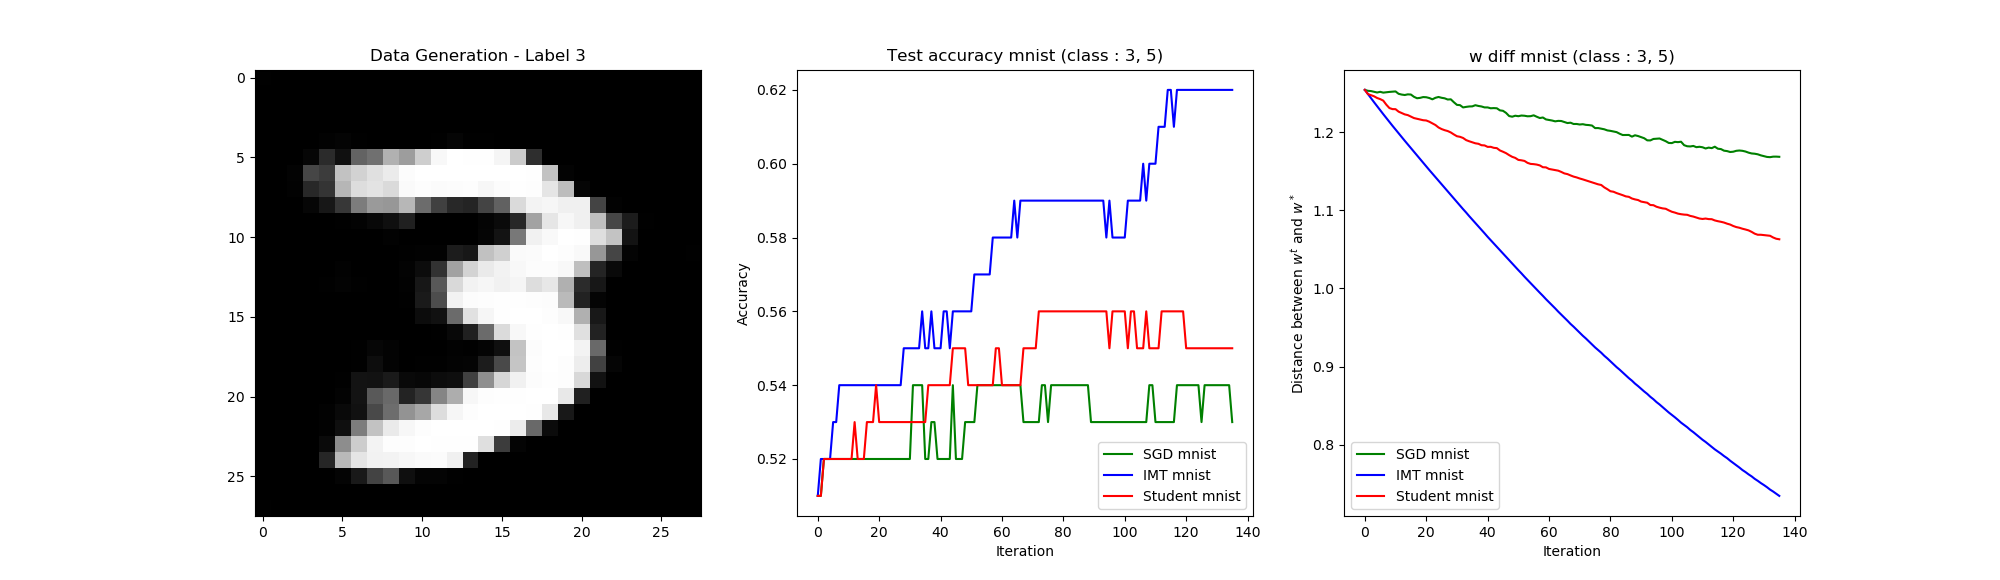 Data Generation - Label 3
0
5
10
15
20
25
0 5 10 15 20 25
Test accuracy mnist (class : 3, 5)
Accuracy
0.62
0.60
0.58
0.56
0.54
0.52
0 20 40 60 80 100 120 140
Iteration
SGD mnist
IMT mnist
Student mnist
w diff mnist (class : 3, 5)
Distance between w^t and w^*
1.2
1.1
1.0
0.9
0.8
0 20 40 60 80 100 120 140
Iteration
SGD mnist
IMT mnist
Student mnist